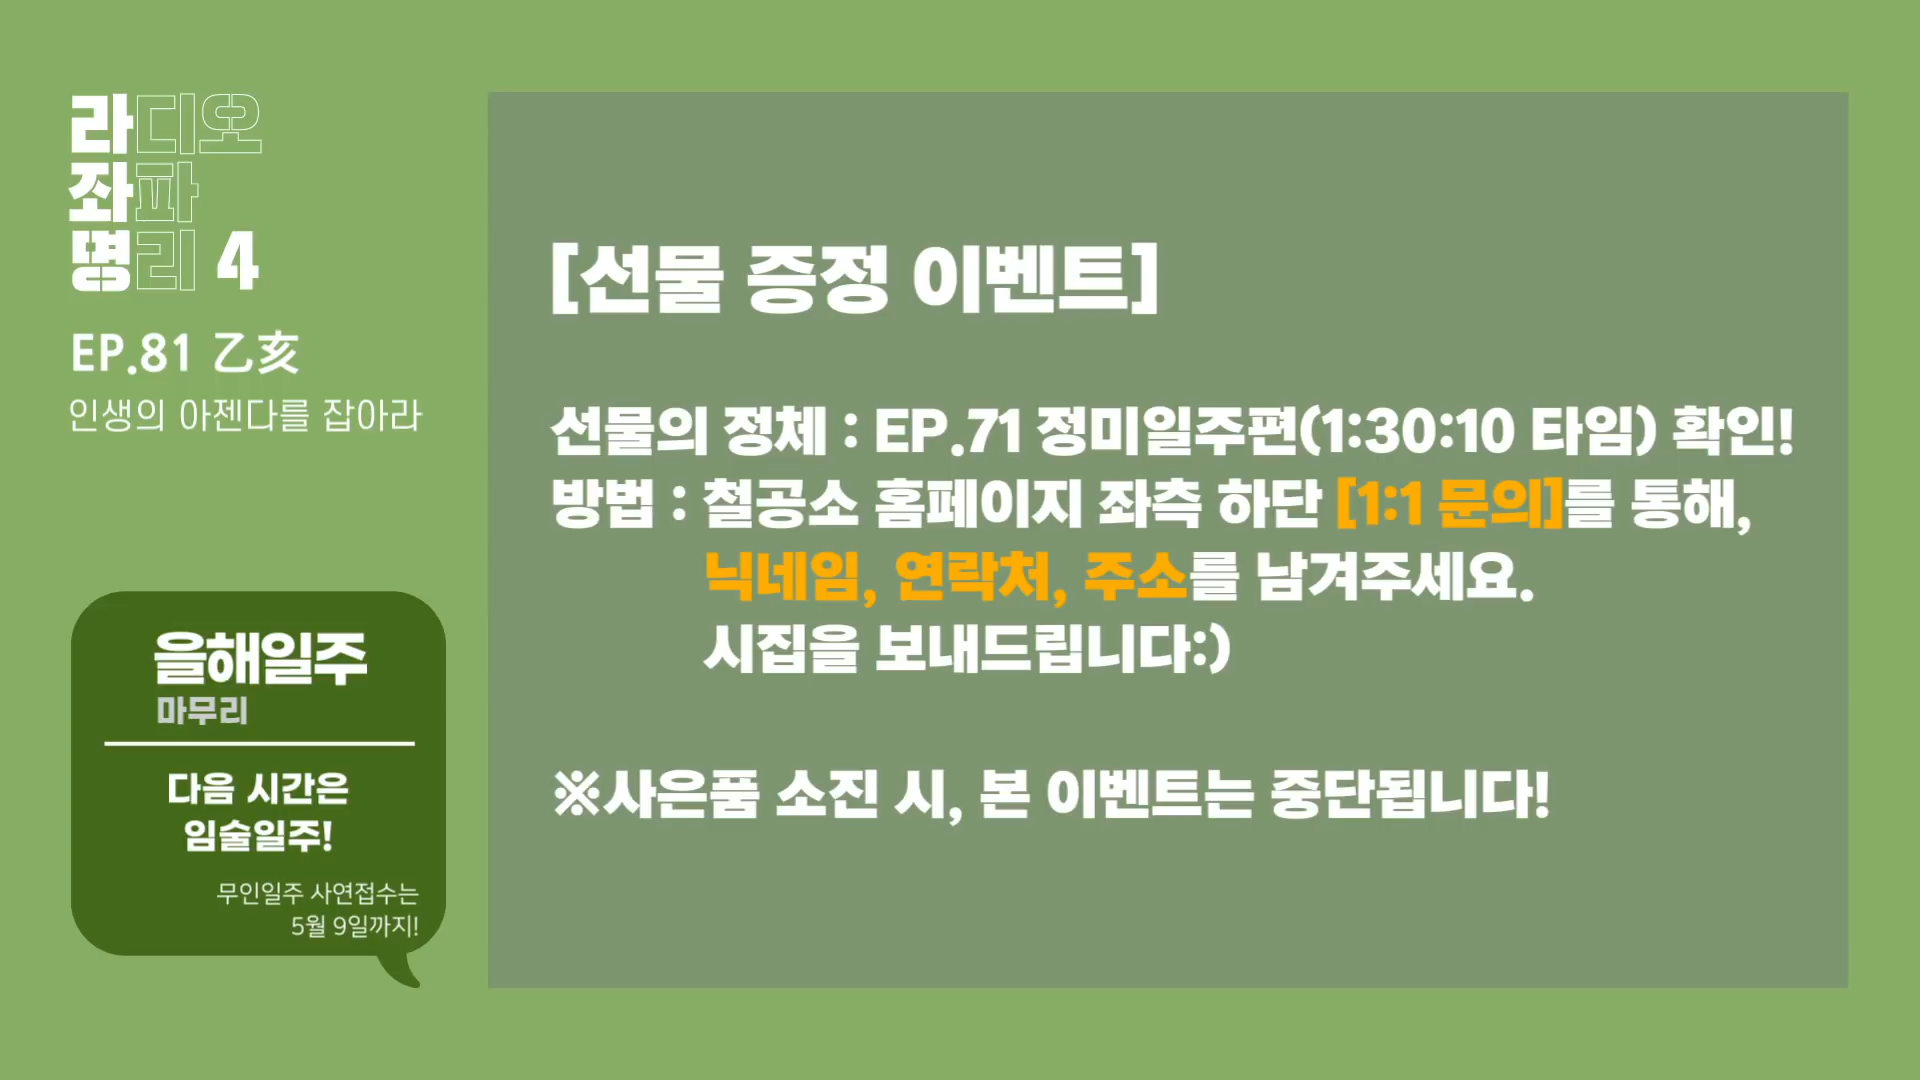 라디오
좌파
명리 4
EP.81 乙亥
인생의 아젠다를 잡아라
을해일주
마무리
다음 시간은
임술일주!
무인일주 사연접수는
5월 9일까지!
[선물 증정 이벤트]
선물의 정체 : EP.71 정미일주편(1:30:10 타임) 확인!
방법 : 철공소 홈페이지 좌측 하단 [1:1 문의]를 통해,
닉네임, 연락처, 주소를 남겨주세요.
시집을 보내드립니다:)
※사은품 소진 시, 본 이벤트는 중단됩니다!